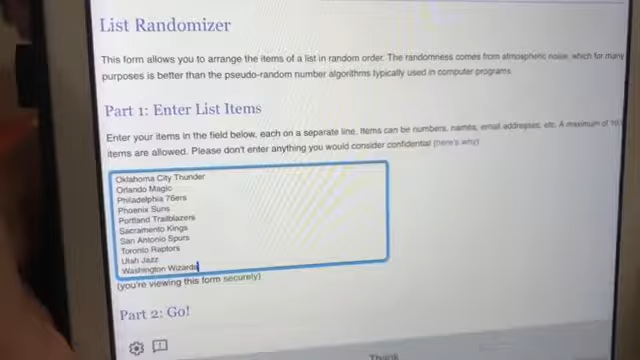 List Randomizer
This form allows you to arrange the items of a list in random order. The randomness comes from atmospheric noise, which for many
purposes is better than the pseudo-random number algorithms typically used in computer programs.
Part 1: Enter List Items
Enter your items in the field below, each on a separate line. Items can be numbers, names, email addresses, etc. A maximum of
items are allowed. Please don't enter anything you would consider confidential (here's why)
Oklahoma City Thunder
Orlando Magic
Philadelphia 76ers
Phoenix Suns
Portland Trailblazers
Sacramento Kings
San Antonio Spurs
Toronto Raptors
Utah Jazz
Washington Wizards
(you're viewing this form securely)
Part 2: Go!
Thank